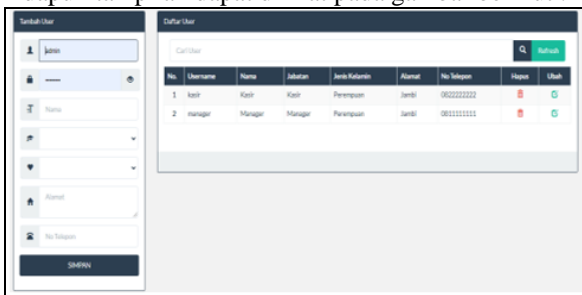 Tambah User
admin
Nama
Alamat
No Telepon
SIMPAN
Daftar User
Cari User
Refresh
No. Username Nama Jabatan Jenis Kelamin Alamat No Telepon Hapus Ubah
1 kasir Kasir Kasir Perempuan Jambi 0822222222
2 manager Manager Manager Perempuan Jambi 0811111111